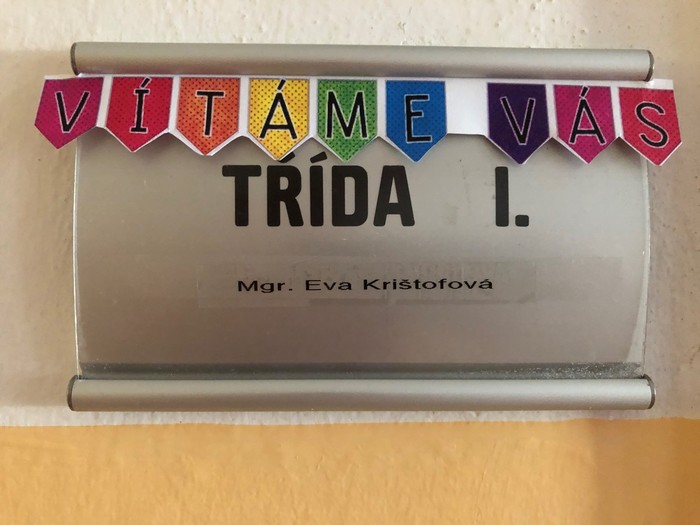 VÍTÁME VÁS
TŘÍDA I.
Mgr. Eva Krištofová